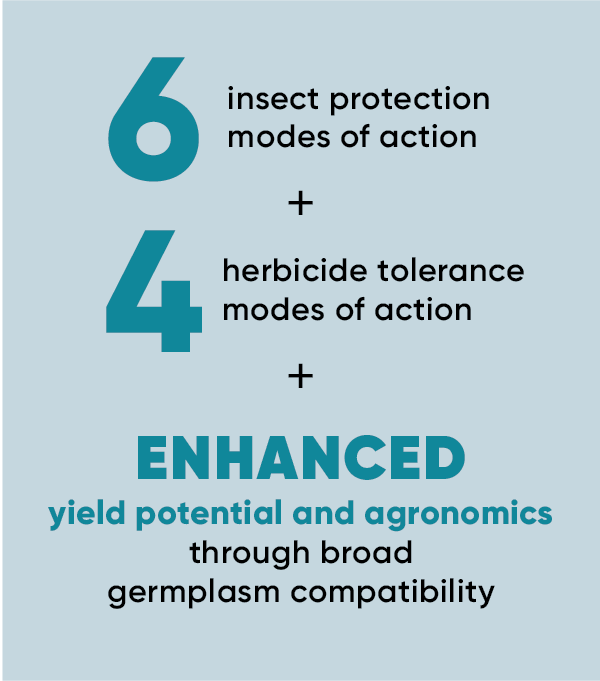 6
insect protection
modes of action
+
4
herbicide tolerance
modes of action
+
ENHANCED
yield potential and agronomics
through broad
germplasm compatibility